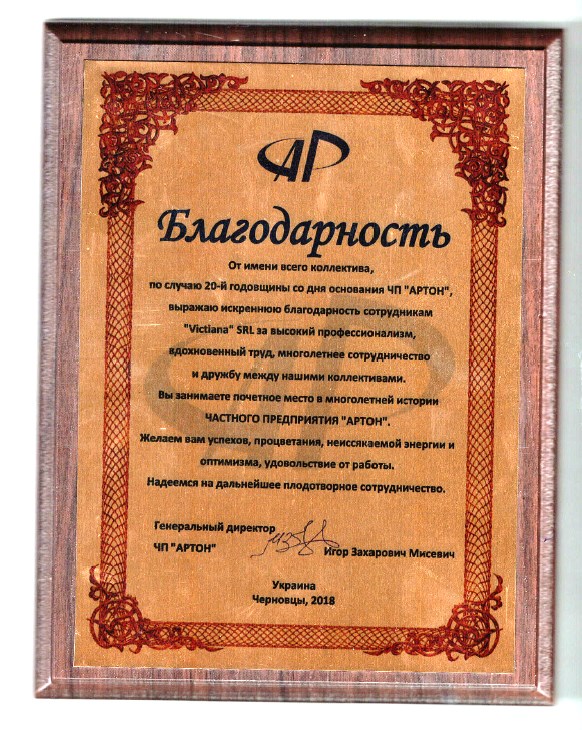 АР
Благодарность
От имени всего коллектива,
по случаю 20-й годовщины со дня основания ЧП "АРТОН",
выражаю искреннюю благодарность сотрудникам
"Victiana" SRL за высокий профессионализм,
вдохновенный труд, многолетнее сотрудничество
и дружбу между нашими коллективами.
Вы занимаете почетное место в многолетней истории
ЧАСТНОГО ПРЕДПРИЯТИЯ "АРТОН".
Желаем вам успехов, процветания, неиссякаемой энергии и
оптимизма, удовольствие от работы.
Надеемся на дальнейшее плодотворное сотрудничество.
Генеральный директор
ЧП "АРТОН" Игор Захарович Мисевич
Украина
Черновцы, 2018